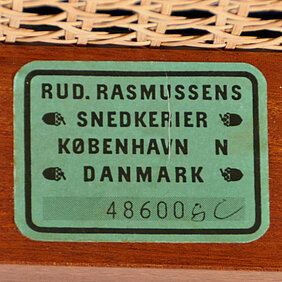 RUD. RASMUSSENS
SNEDKERIER
KØBENHAVN N
DANMARK
48600